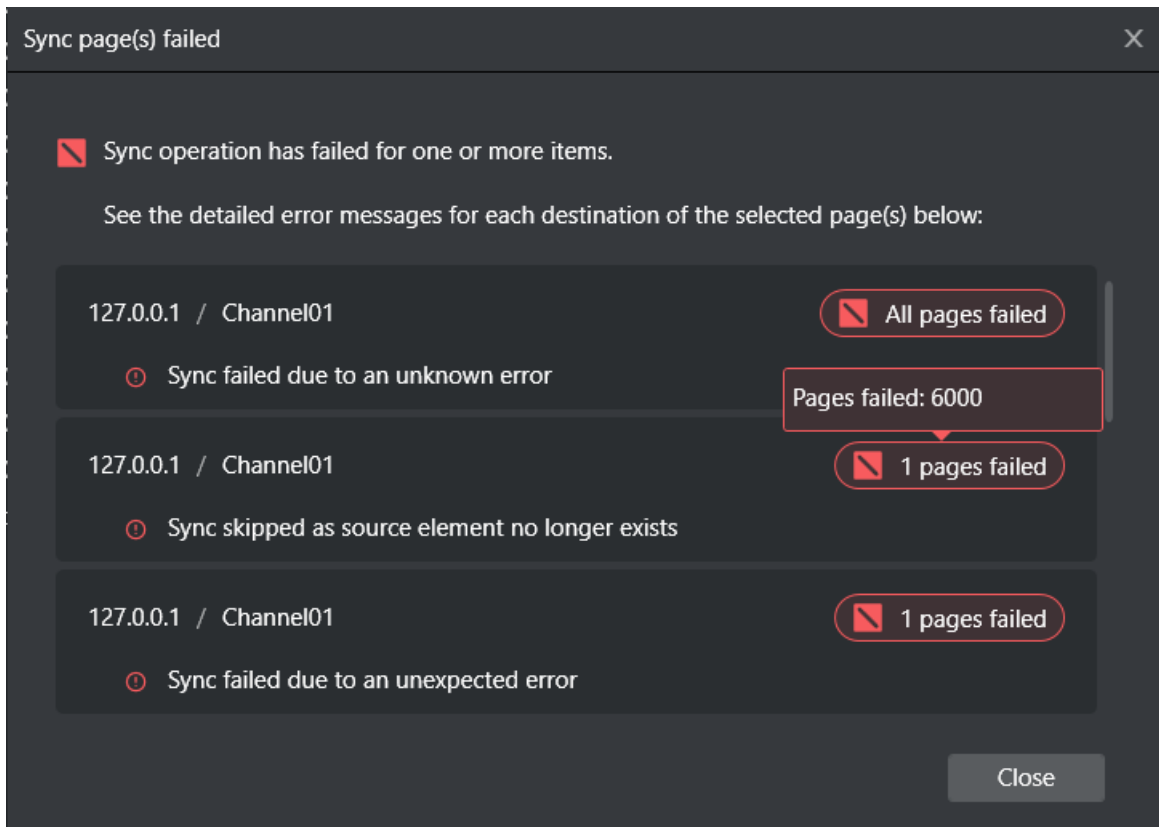 Sync page(s) failed
Sync operation has failed for one or more items.
See the detailed error messages for each destination of the selected page(s) below:
127.0.0.1 / Channel01
All pages failed
Sync failed due to an unknown error
Pages failed: 6000
127.0.0.1 / Channel01
1 pages failed
Sync skipped as source element no longer exists
127.0.0.1 / Channel01
1 pages failed
Sync failed due to an unexpected error
Close